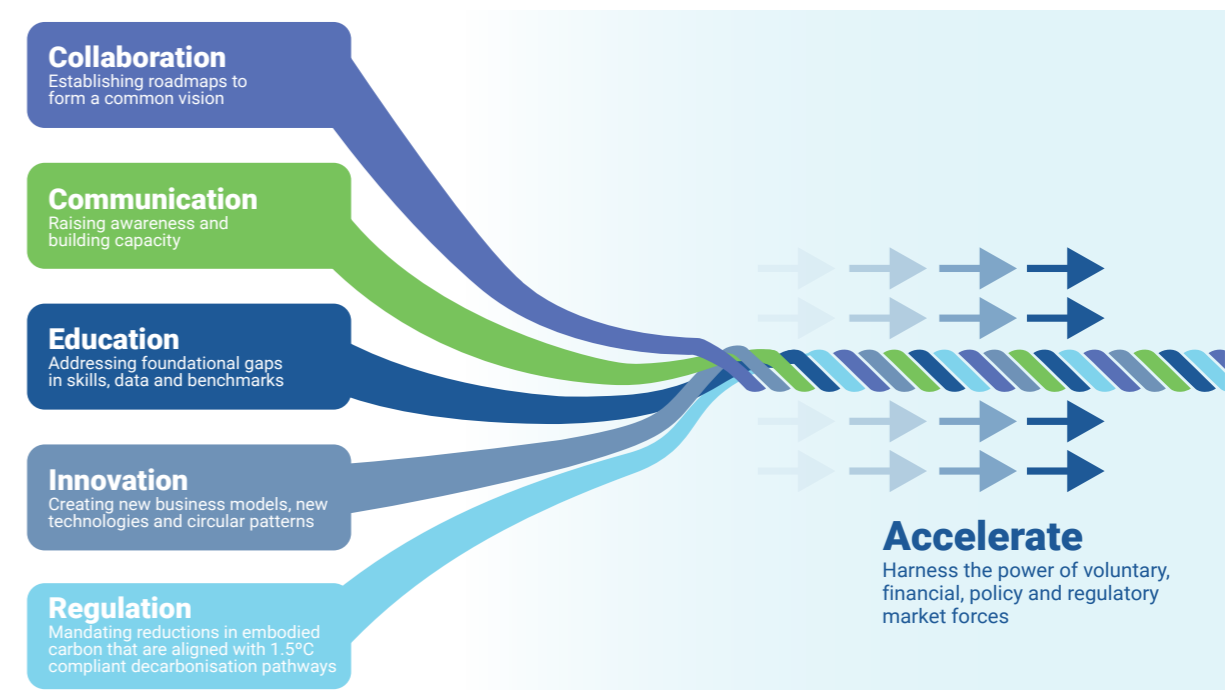 Collaboration
Establishing roadmaps to
form a common vision
Communication
Raising awareness and
building capacity
Education
Addressing foundational gaps
in skills, data and benchmarks
Innovation
Creating new business models, new
technologies and circular patterns
Regulation
Mandating reductions in embodied
carbon that are aligned with 1.5ºC
compliant decarbonisation pathways
Accelerate
Harness the power of voluntary,
financial, policy and regulatory
market forces